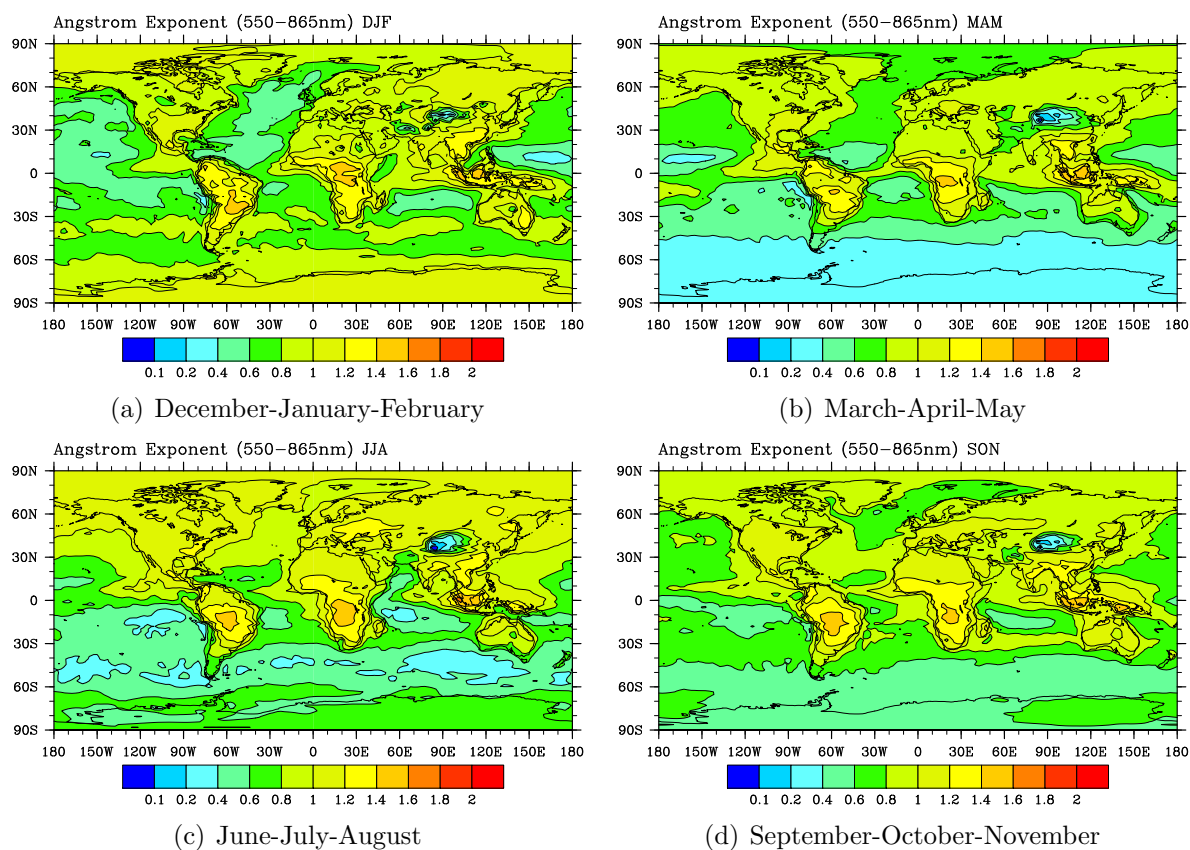 Angstrom Exponent (550−865nm) DJF
90N
60N
30N
0
30S
60S
90S
180 150W 120W 90W 60W 30W 0 30E 60E 90E 120E 150E 180
0.1 0.2 0.4 0.6 0.8 1 1.2 1.4 1.6 1.8 2
(a) December-January-February
Angstrom Exponent (550−865nm) MAM
90N
60N
30N
0
30S
60S
90S
180 150W 120W 90W 60W 30W 0 30E 60E 90E 120E 150E 180
0.1 0.2 0.4 0.6 0.8 1 1.2 1.4 1.6 1.8 2
(b) March-April-May
Angstrom Exponent (550−865nm) JJA
90N
60N
30N
0
30S
60S
90S
180 150W 120W 90W 60W 30W 0 30E 60E 90E 120E 150E 180
0.1 0.2 0.4 0.6 0.8 1 1.2 1.4 1.6 1.8 2
(c) June-July-August
Angstrom Exponent (550−865nm) SON
90N
60N
30N
0
30S
60S
90S
180 150W 120W 90W 60W 30W 0 30E 60E 90E 120E 150E 180
0.1 0.2 0.4 0.6 0.8 1 1.2 1.4 1.6 1.8 2
(d) September-October-November